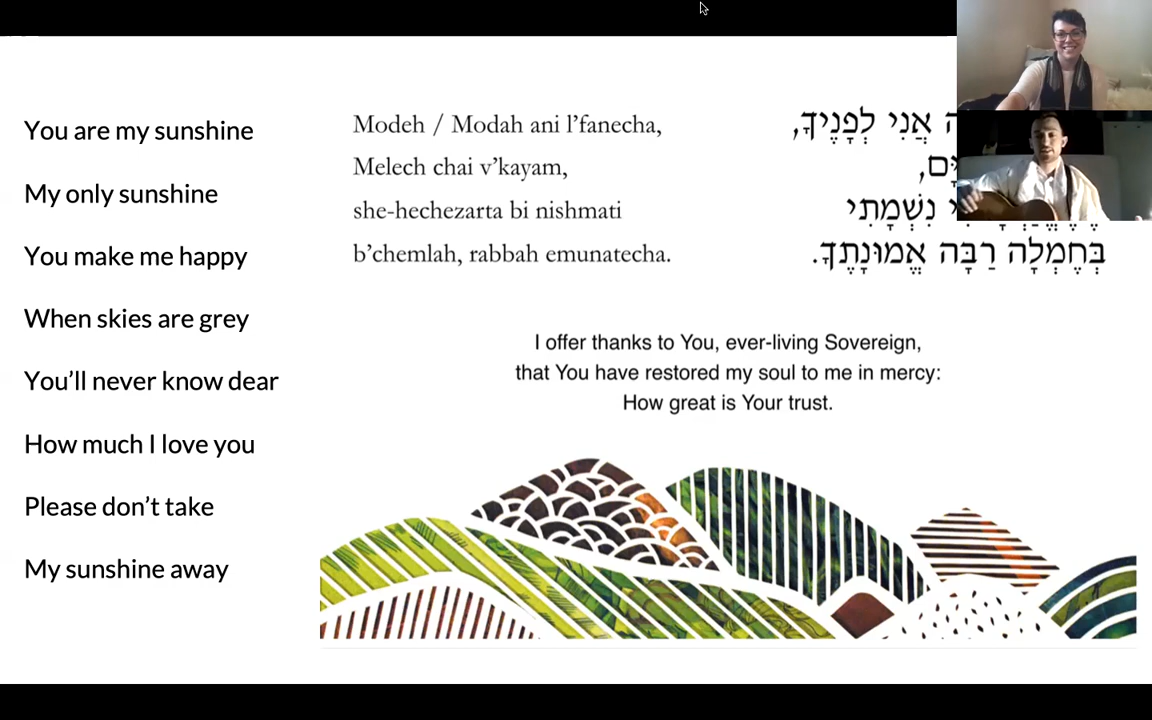 You are my sunshine
My only sunshine
You make me happy
When skies are grey
You'll never know dear
How much I love you
Please don't take
My sunshine away
Modeh / Modah ani l'fanecha,
Melech chai v'kayam,
she-hechezarta bi nishmati
b'chemlah, rabbah emunatecha.
אֲנִי לְפָנֶֽיךָ,
נִשְׁמָתִי
בְּחֶמְלָה רַבָּה אֱמוּנָתֶֽךָ.
I offer thanks to You, ever-living Sovereign,
that You have restored my soul to me in mercy:
How great is Your trust.